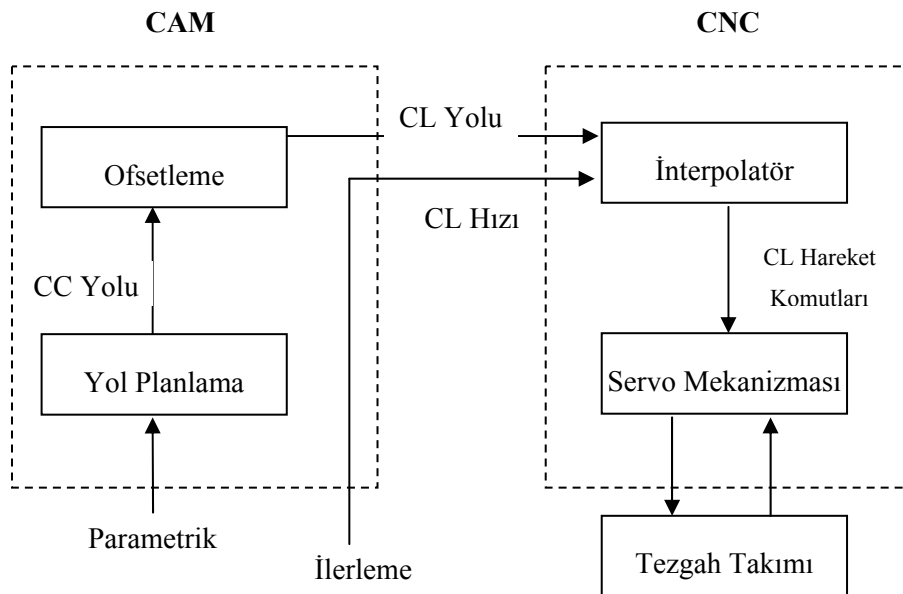 CAM
CNC
CL Yolu
Ofsetleme
İnterpolatör
CL Hızı
CC Yolu
CL Hareket
Komutları
Yol Planlama
Servo Mekanizması
Parametrik
İlerleme
Tezgah Takımı